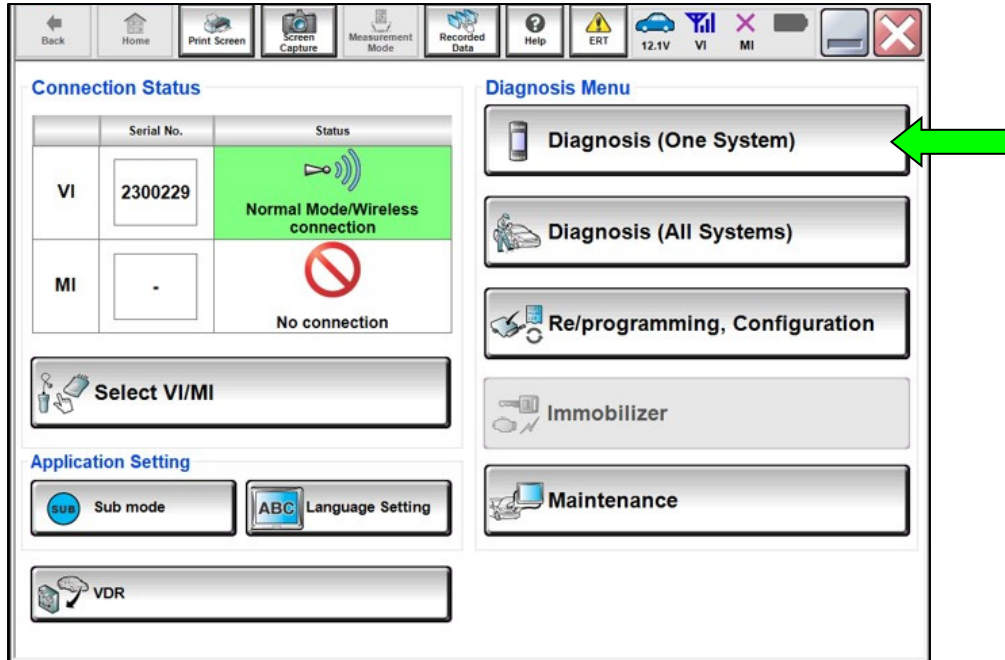 Back
Home
Print Screen
Screen
Capture
Measurement
Mode
Recorded
Data
Help
ERT
12.1V
VI
MI
Connection Status
Serial No.
Status
VI
2300229
Normal Mode/Wireless
connection
MI
-
No connection
Select VI/MI
Application Setting
SUB
Sub mode
ABC
Language Setting
VDR
Diagnosis Menu
Diagnosis (One System)
Diagnosis (All Systems)
Re/programming, Configuration
Immobilizer
Maintenance